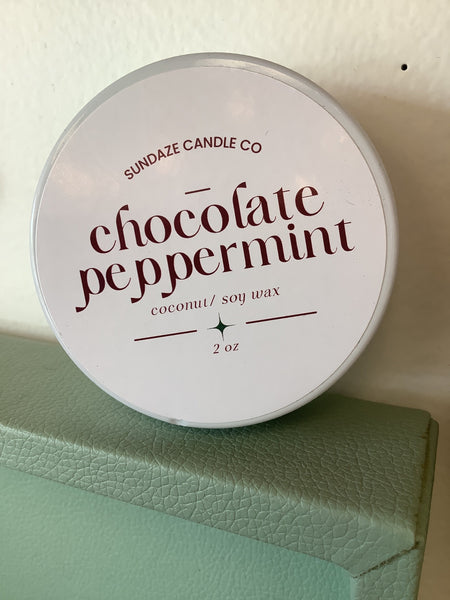 SUNDAZE CANDLE CO
chocolate
peppermint
coconut/ soy wax
2 oz